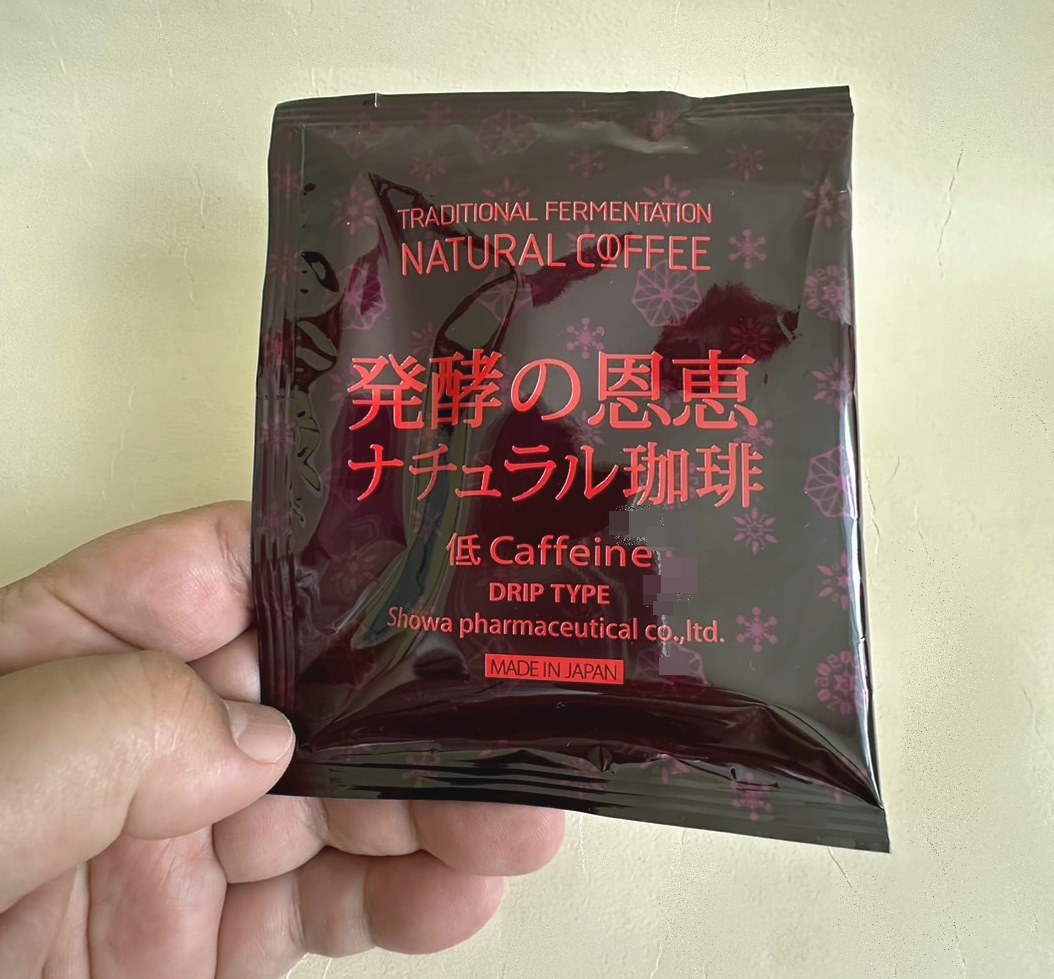 TRADITIONAL FERMENTATION
NATURAL COFFEE
発酵の恩恵
ナチュラル珈琲
低 Caffeine
DRIP TYPE
Showa pharmaceutical co.,ltd.
MADE IN JAPAN